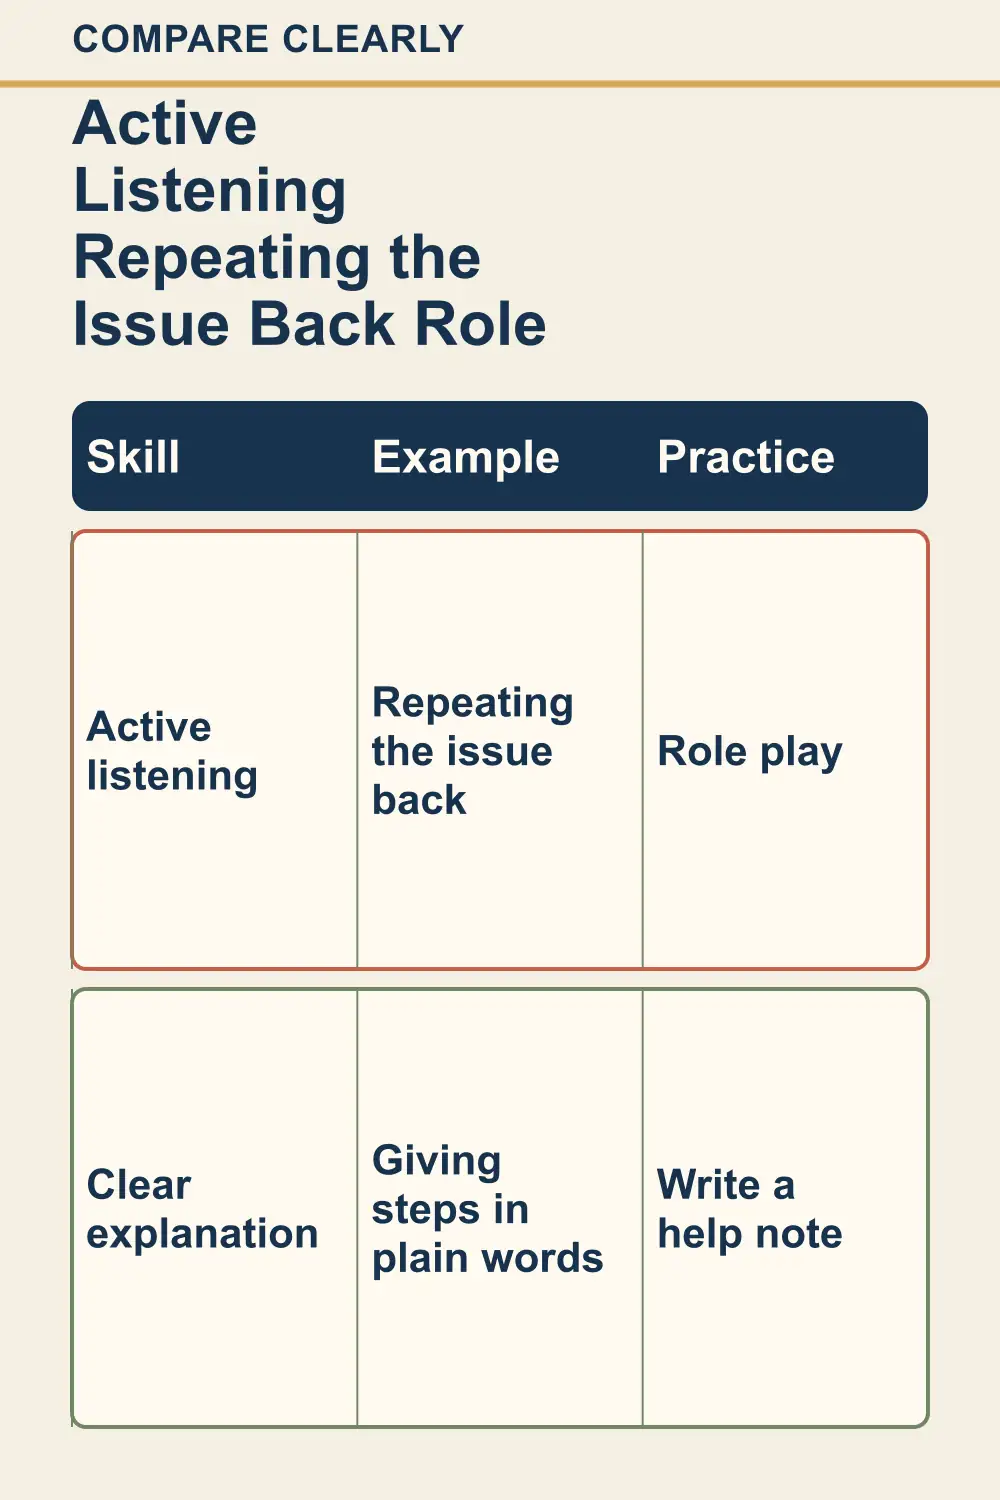 COMPARE CLEARLY
Active
Listening
Repeating the
Issue Back Role
Skill
Example
Practice
Active
listening
Repeating
the issue
back
Role play
Clear
explanation
Giving
steps in
plain words
Write a
help note